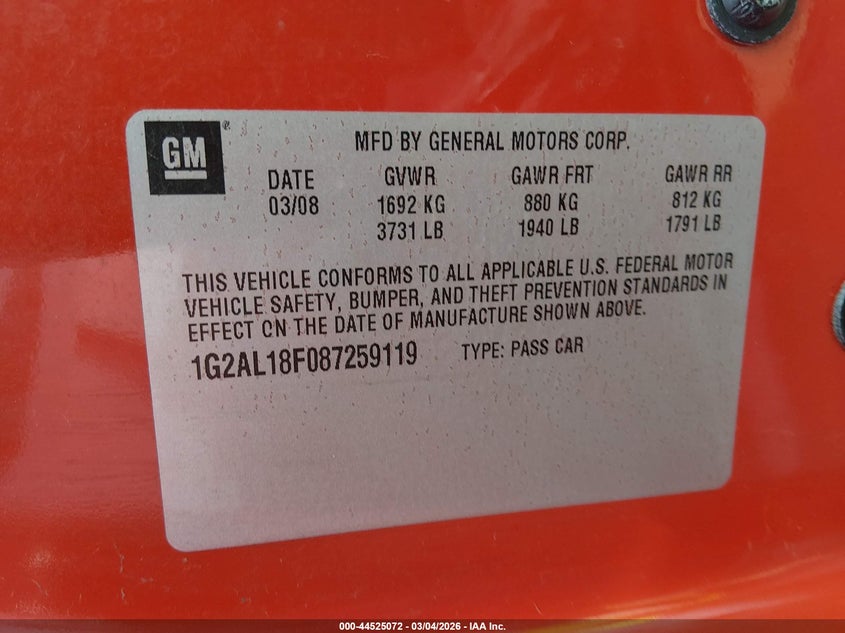 GM®
MFD BY GENERAL MOTORS CORP.
DATE GVWR GAWR FRT GAWR RR
03/08 1692 KG 880 KG 812 KG
3731 LB 1940 LB 1791 LB
THIS VEHICLE CONFORMS TO ALL APPLICABLE U.S. FEDERAL MOTOR
VEHICLE SAFETY, BUMPER, AND THEFT PREVENTION STANDARDS IN
EFFECT ON THE DATE OF MANUFACTURE SHOWN ABOVE.
1G2AL18F087259119 TYPE: PASS CAR
000-44525072 - 03/04/2026 - IAA Inc.